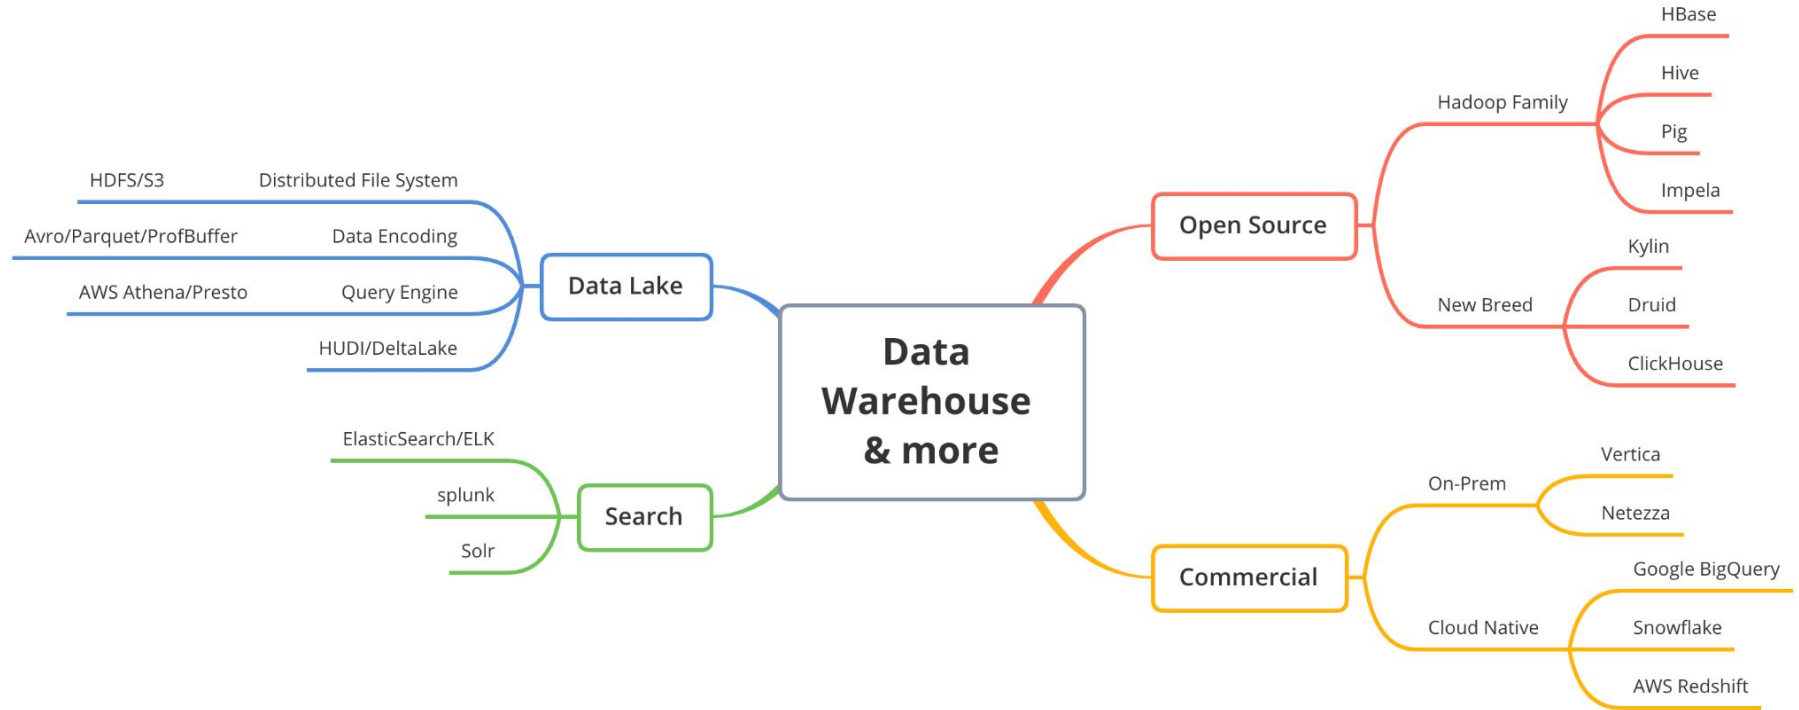 Data
Warehouse
& more
Open Source
Hadoop Family
HBase
Hive
Pig
Impela
New Breed
Kylin
Druid
ClickHouse
Commercial
On-Prem
Vertica
Netezza
Cloud Native
Google BigQuery
Snowflake
AWS Redshift
Data Lake
Distributed File System
HDFS/S3
Data Encoding
Avro/Parquet/ProfBuffer
Query Engine
AWS Athena/Presto
HUDI/DeltaLake
Search
ElasticSearch/ELK
splunk
Solr